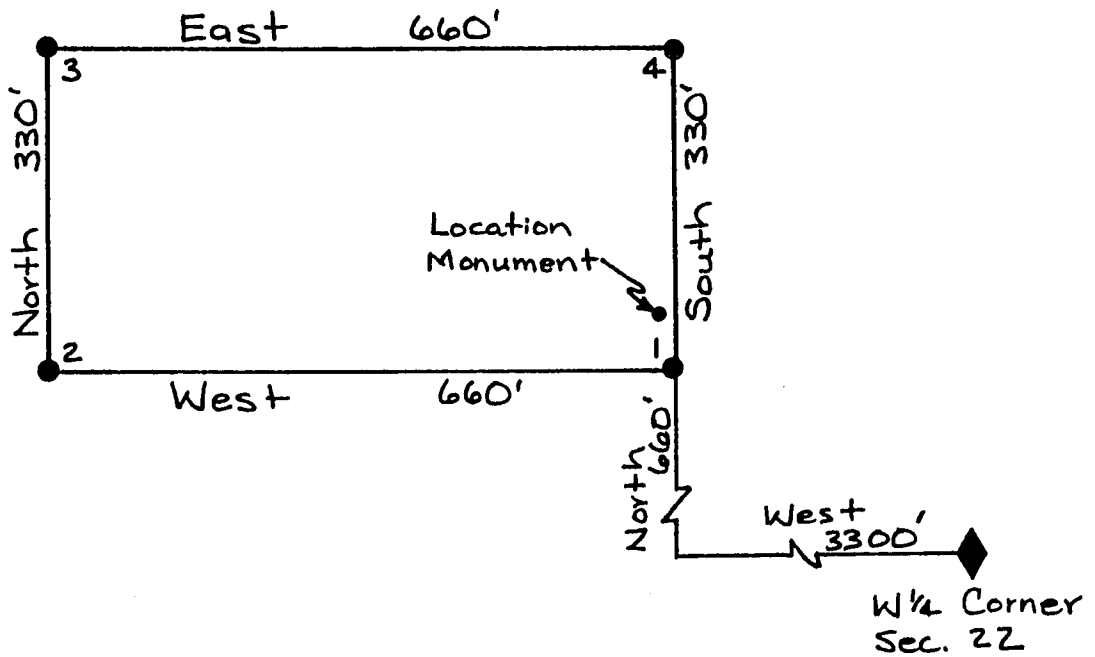 East 660'
3
4
North 330'
South 330'
Location
Monument
2
1
West 660'
North 660'
West
3300'
W 1/4 Corner
Sec. 22